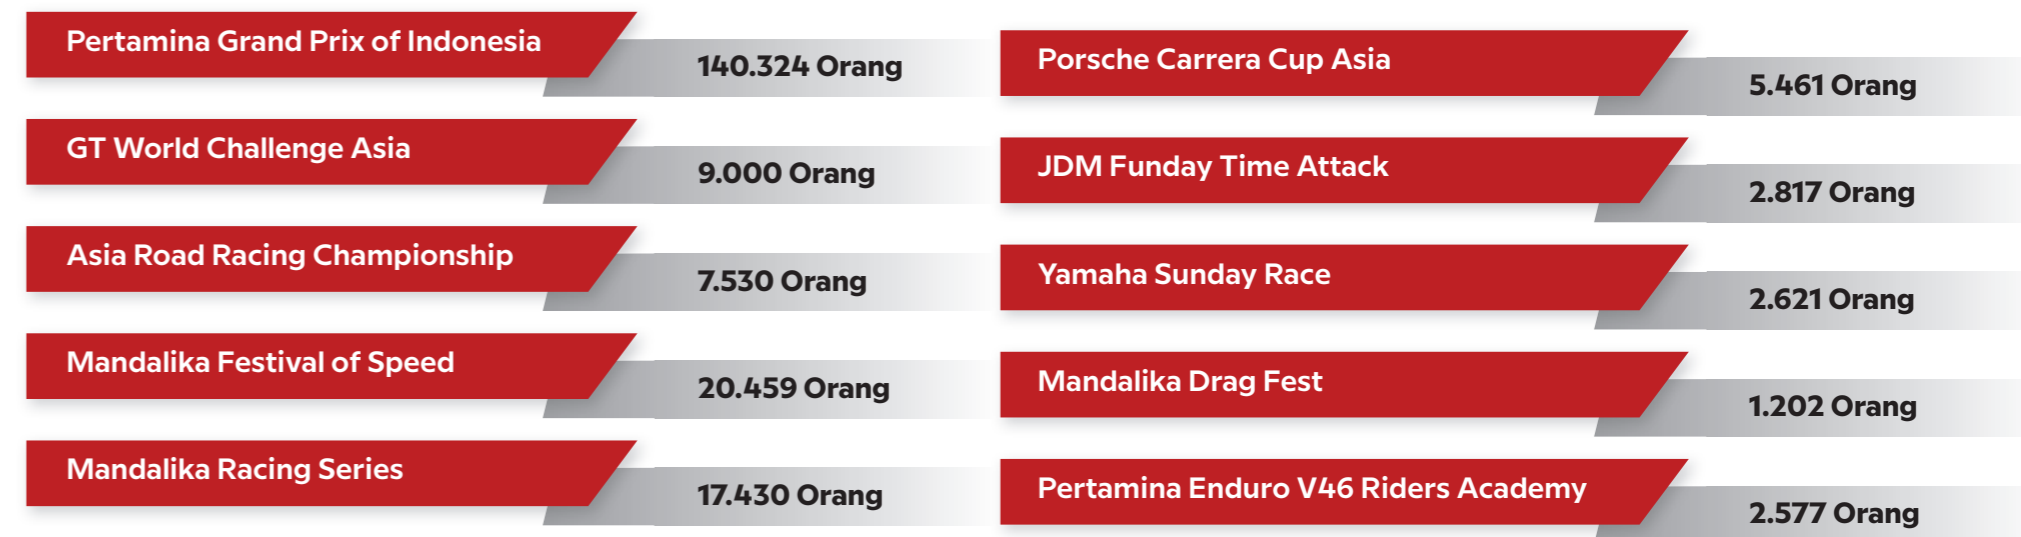 Pertamina Grand Prix of Indonesia
140.324 Orang
GT World Challenge Asia
9.000 Orang
Asia Road Racing Championship
7.530 Orang
Mandalika Festival of Speed
20.459 Orang
Mandalika Racing Series
17.430 Orang
Porsche Carrera Cup Asia
5.461 Orang
JDM Funday Time Attack
2.817 Orang
Yamaha Sunday Race
2.621 Orang
Mandalika Drag Fest
1.202 Orang
Pertamina Enduro V46 Riders Academy
2.577 Orang